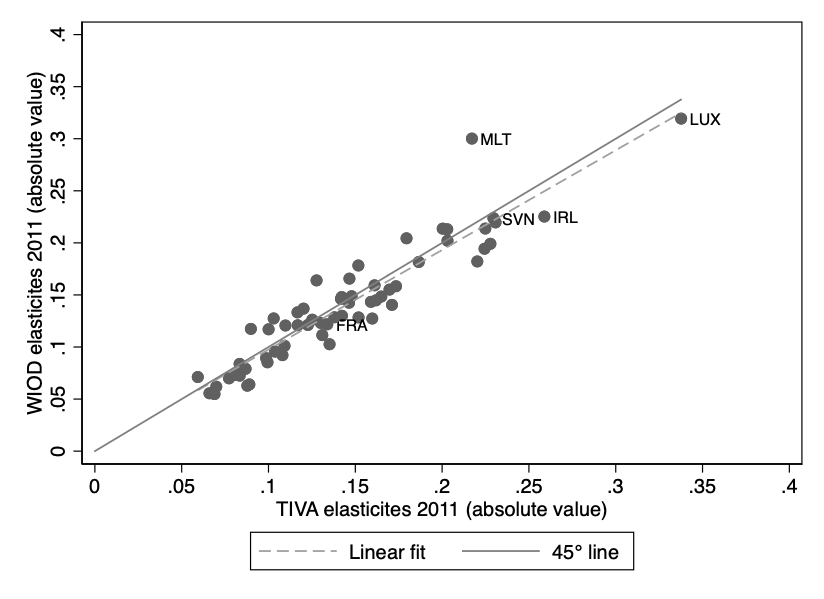 WIOD elasticites 2011 (absolute value)
.4
.35
.3
.25
.2
.15
.1
.05
0
MLT
LUX
SVN
IRL
FRA
0 .05 .1 .15 .2 .25 .3 .35 .4
TIVA elasticites 2011 (absolute value)
Linear fit 45° line